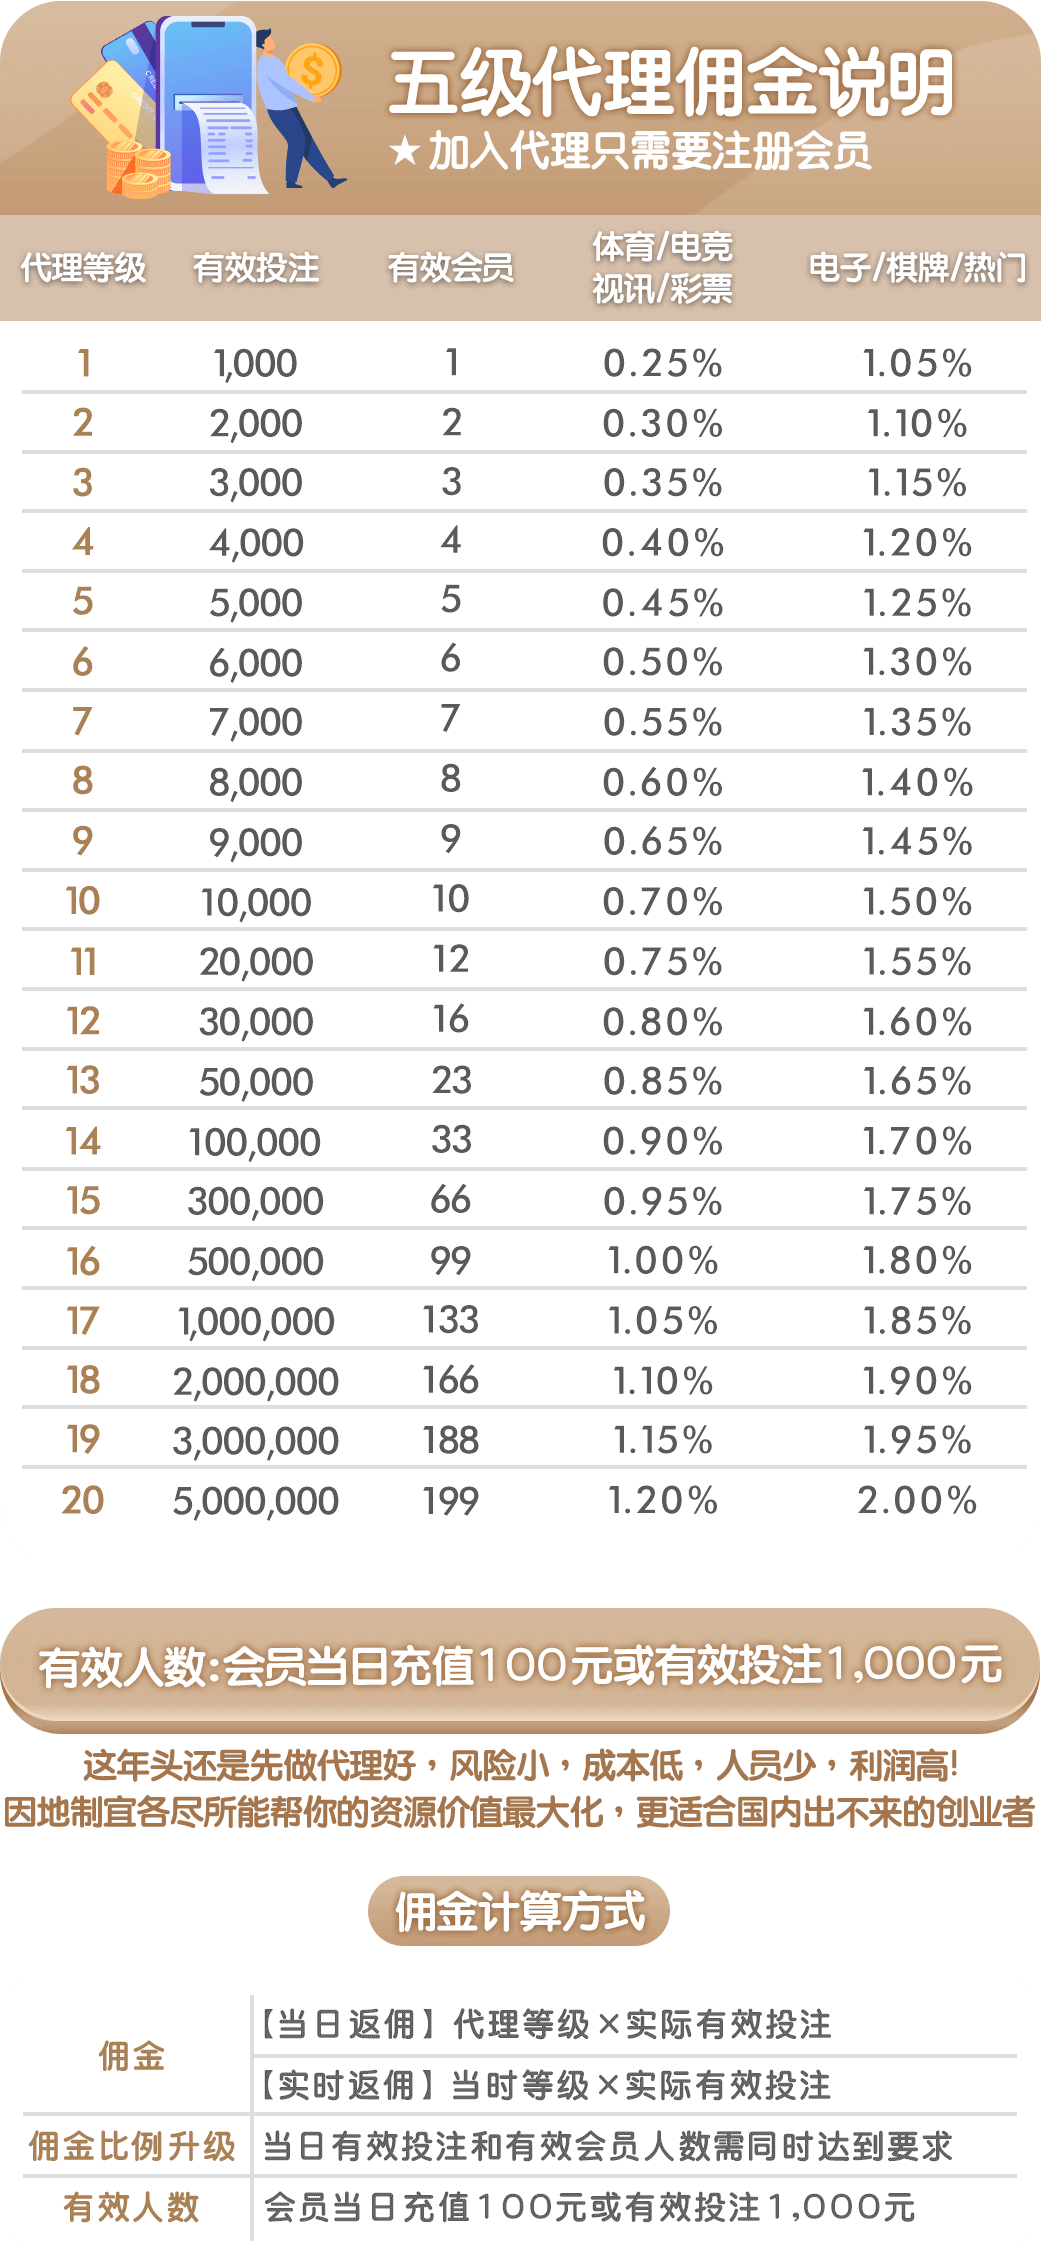 五级代理佣金说明
★加入代理只需要注册会员
代理等级 有效投注 有效会员 体育/电竞 视讯/彩票 电子/棋牌/热门
1 1,000 1 0.25% 1.05%
2 2,000 2 0.30% 1.10%
3 3,000 3 0.35% 1.15%
4 4,000 4 0.40% 1.20%
5 5,000 5 0.45% 1.25%
6 6,000 6 0.50% 1.30%
7 7,000 7 0.55% 1.35%
8 8,000 8 0.60% 1.40%
9 9,000 9 0.65% 1.45%
10 10,000 10 0.70% 1.50%
11 20,000 12 0.75% 1.55%
12 30,000 16 0.80% 1.60%
13 50,000 23 0.85% 1.65%
14 100,000 33 0.90% 1.70%
15 300,000 66 0.95% 1.75%
16 500,000 99 1.00% 1.80%
17 1,000,000 133 1.05% 1.85%
18 2,000,000 166 1.10% 1.90%
19 3,000,000 188 1.15% 1.95%
20 5,000,000 199 1.20% 2.00%
有效人数:会员当日充值100元或有效投注1,000元
这年头还是先做代理好，风险小，成本低，人员少，利润高!
因地制宜各尽所能帮你的资源价值最大化，更适合国内出不来的创业者
佣金计算方式
佣金
【当日返佣】代理等级×实际有效投注
【实时返佣】当时等级×实际有效投注
佣金比例升级 当日有效投注和有效会员人数需同时达到要求
有效人数 会员当日充值100元或有效投注1,000元